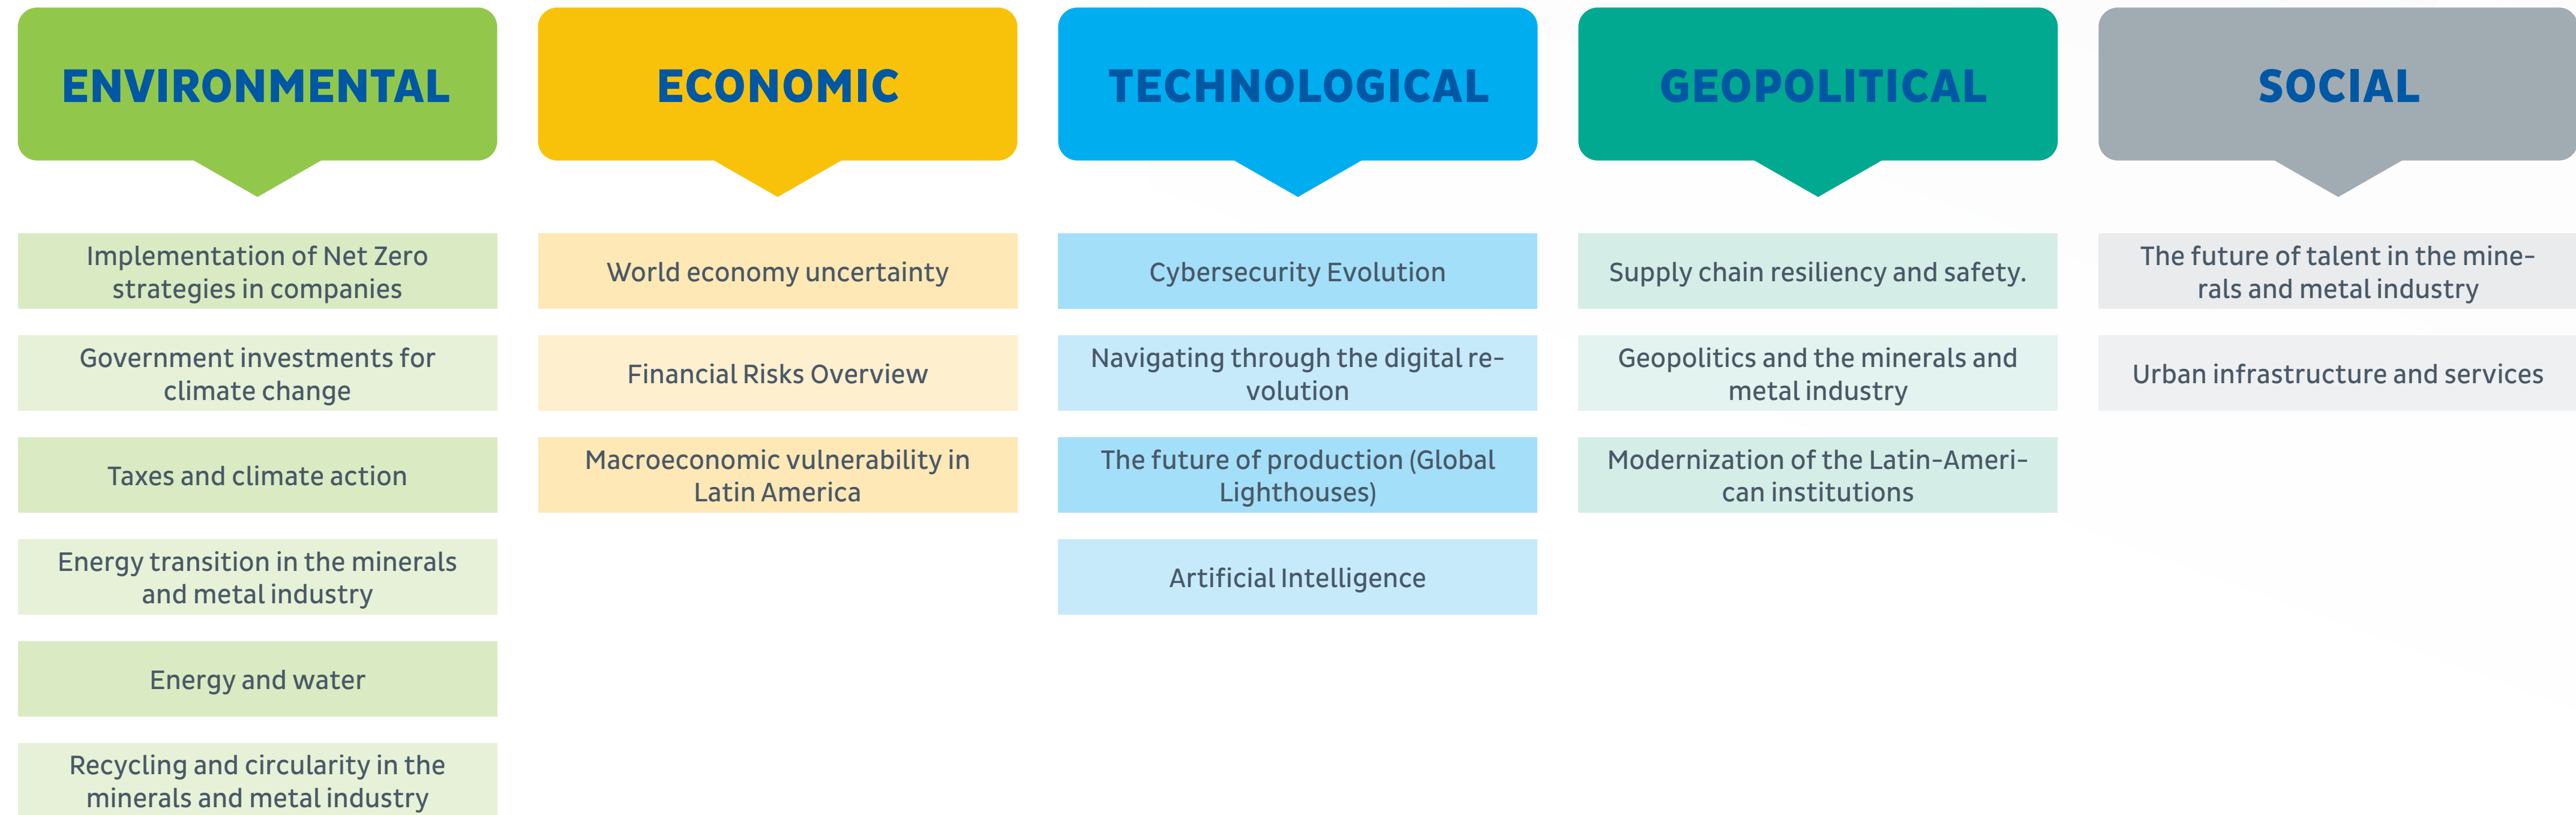 ENVIRONMENTAL
Implementation of Net Zero
strategies in companies
Government investments for
climate change
Taxes and climate action
Energy transition in the minerals
and metal industry
Energy and water
Recycling and circularity in the
minerals and metal industry
ECONOMIC
World economy uncertainty
Financial Risks Overview
Macroeconomic vulnerability in
Latin America
TECHNOLOGICAL
Cybersecurity Evolution
Navigating through the digital re-
volution
The future of production (Global
Lighthouses)
Artificial Intelligence
GEOPOLITICAL
Supply chain resiliency and safety.
Geopolitics and the minerals and
metal industry
Modernization of the Latin-Ameri-
can institutions
SOCIAL
The future of talent in the mine-
rals and metal industry
Urban infrastructure and services